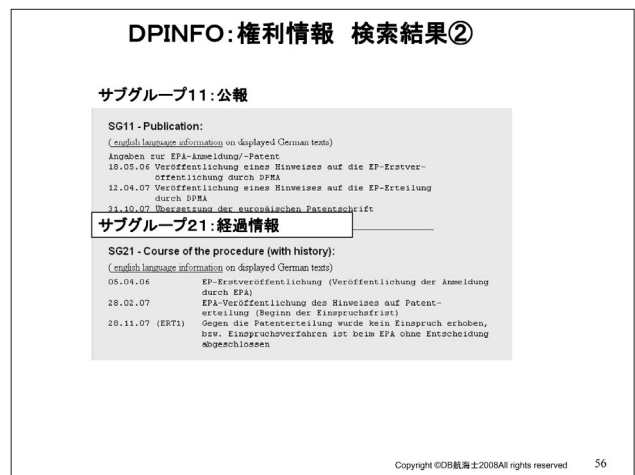 DPINFO：権利情報　検索結果②
サブグループ11：公報
SG11 - Publication:
( english language information on displayed German texts)
Angaben zur EPA-Anmeldung/-Patent
18.05.06 Veröffentlichung eines Hinweises auf die EP-Erstver-
öffentlichung durch DPMA
12.04.07 Veröffentlichung eines Hinweises auf die EP-Erteilung
durch DPMA
31.10.07 Übersetzung der europäischen Patentschrift
サブグループ21：経過情報
SG21 - Course of the procedure (with history):
( english language information on displayed German texts)
05.04.06 EP-Erstveröffentlichung (Veröffentlichung der Anmeldung
durch EPA)
28.02.07 EPA-Veröffentlichung des Hinweises auf Patent-
erteilung (Beginn der Einspruchsfrist)
28.11.07 (ERT1) Gegen die Patenterteilung wurde kein Einspruch erhoben,
bzw. Einspruchsverfahren ist beim EPA ohne Entscheidung
abgeschlossen
Copyright ©DB航海士2008All rights reserved 56